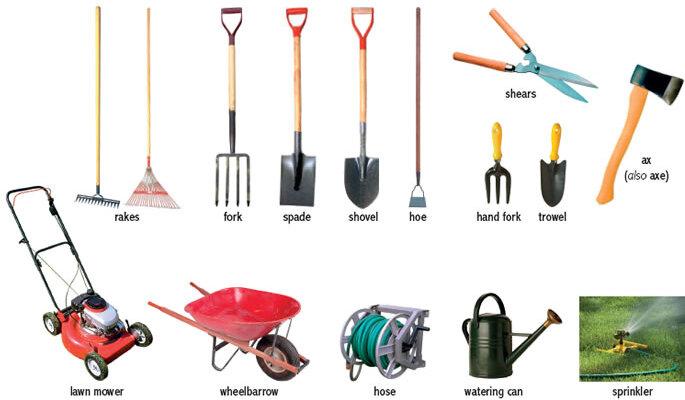 shears
ax
(also axe)
rakes
fork
spade
shovel
hoe
hand fork
trowel
lawn mower
wheelbarrow
hose
watering can
sprinkler